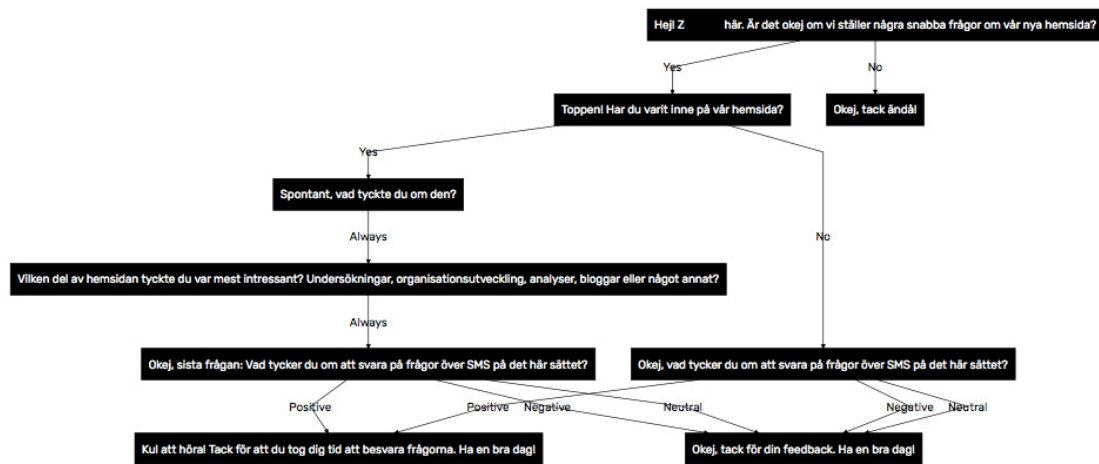 Hej! Z här. Är det okej om vi ställer några snabba frågor om vår nya hemsida?
Yes
No
Toppen! Har du varit inne på vår hemsida?
Okej, tack ändå!
Yes
Spontant, vad tyckte du om den?
Always
No
Vilken del av hemsidan tyckte du var mest intressant? Undersökningar, organisationsutveckling, analyser, bloggar eller något annat?
Always
Okej, sista frågan: Vad tycker du om att svara på frågor över SMS på det här sättet?
Okej, vad tycker du om att svara på frågor över SMS på det här sättet?
Positive
Positive
Negative
Neutral
Negative
Neutral
Kul att höra! Tack för att du tog dig tid att besvara frågorna. Ha en bra dag!
Okej, tack för din feedback. Ha en bra dag!